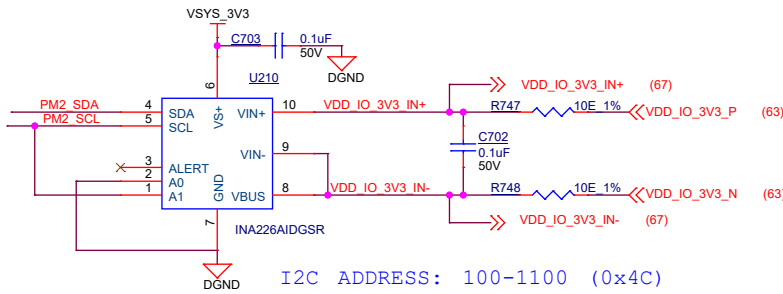 VSYS_3V3
C703
0.1uF
50V
DGND
U210
6
VS+
PM2_SDA
4
SDA
PM2_SCL
5
SCL
3
ALERT
2
A0
1
A1
GND
7
VIN+
10
VDD_IO_3V3_IN+
VIN-
9
VBUS
8
VDD_IO_3V3_IN-
INA226AIDGSR
DGND
VDD_IO_3V3_IN+ (67)
R747
10E_1%
VDD_IO_3V3_P (63)
C702
0.1uF
50V
R748
10E_1%
VDD_IO_3V3_N (63)
VDD_IO_3V3_IN- (67)
I2C ADDRESS: 100-1100 (0x4C)